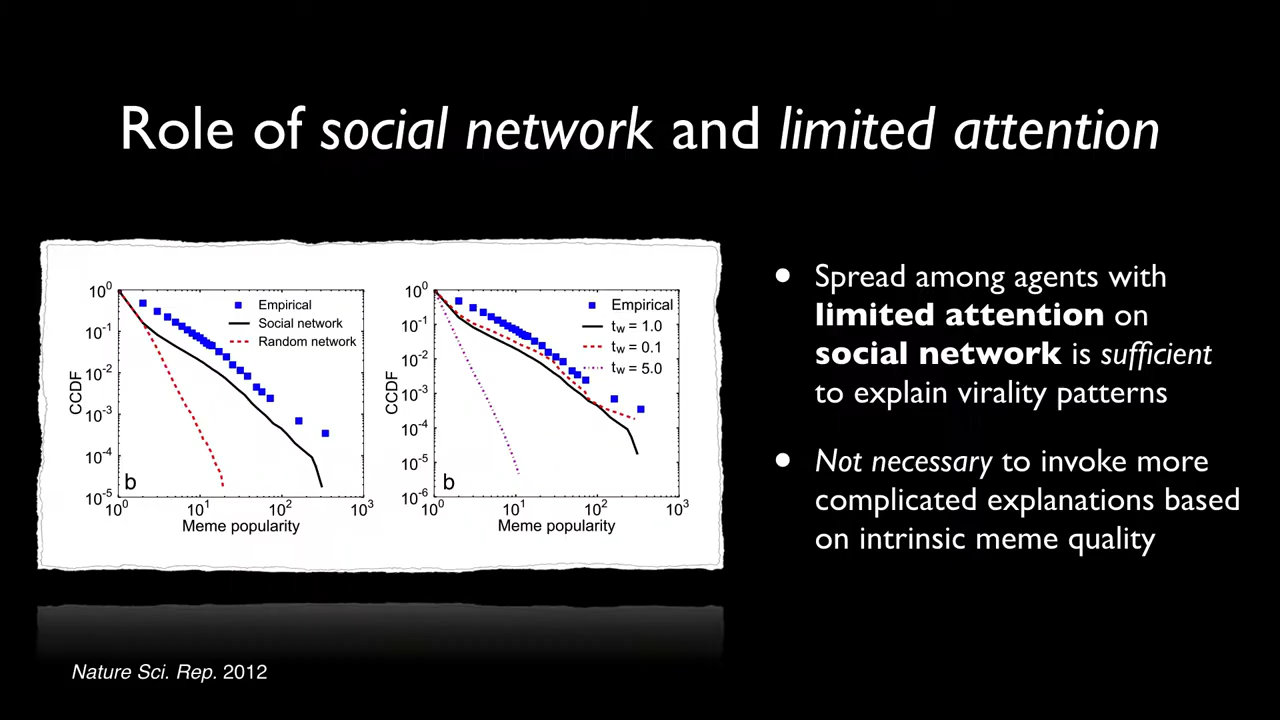 Role of social network and limited attention
10⁰
10⁻¹
10⁻²
10⁻³
10⁻⁴
10⁻⁵
CCDF
Empirical
Social network
Random network
b
10⁰ 10¹ 10² 10³
Meme popularity
10⁰
10⁻¹
10⁻²
10⁻³
10⁻⁴
10⁻⁵
10⁻⁶
CCDF
Empirical
t_w = 1.0
t_w = 0.1
t_w = 5.0
b
10⁰ 10¹ 10² 10³
Meme popularity
• Spread among agents with
limited attention on
social network is sufficient
to explain virality patterns
• Not necessary to invoke more
complicated explanations based
on intrinsic meme quality
Nature Sci. Rep. 2012